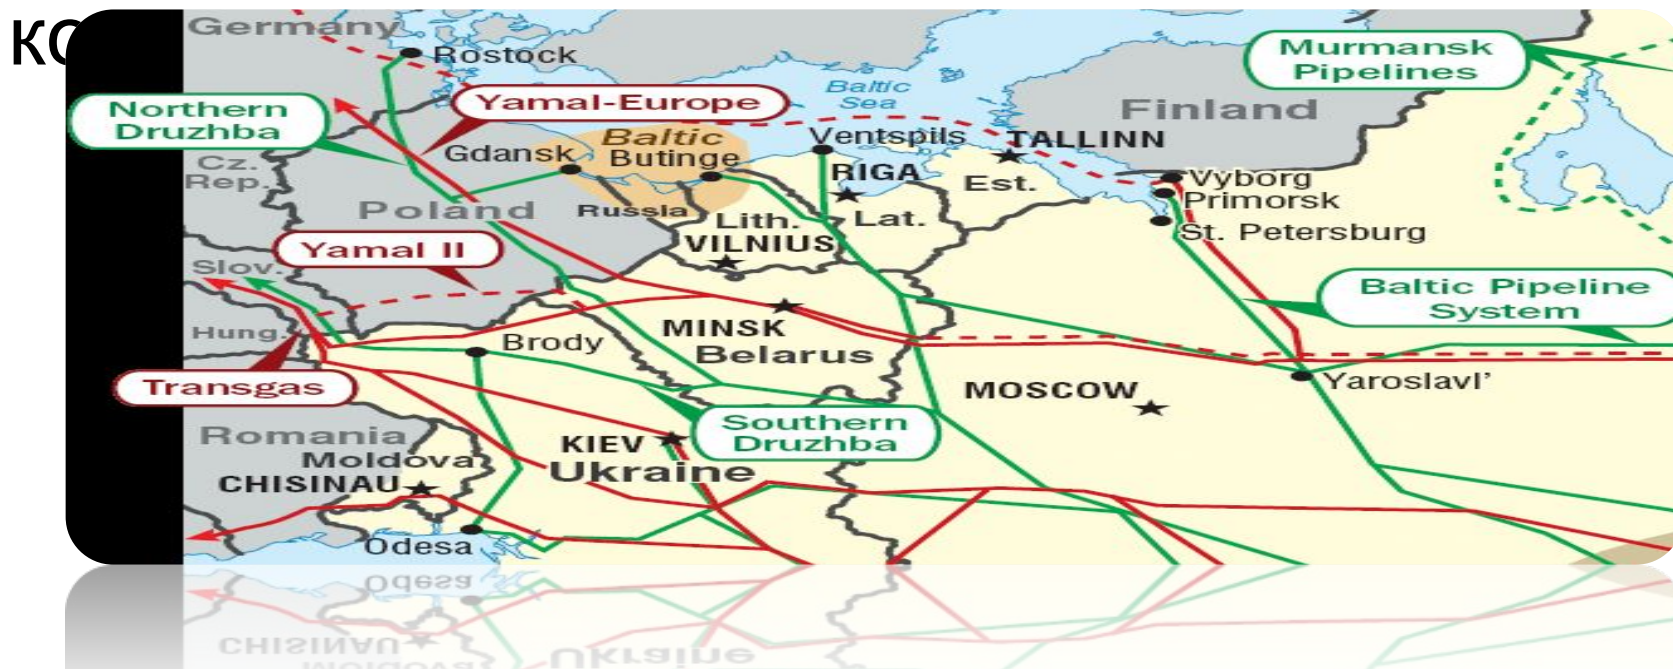 ко
Germany
Rostock
Murmansk
Pipelines
Northern
Druzhba
Yamal-Europe
Baltic
Sea
Finland
Cz.
Rep.
Gdansk
Baltic
Butinge
Ventspils
TALLINN
RIGA
Est.
Vyborg
Primorsk
St. Petersburg
Poland
Russia
Lith.
Lat.
VILNIUS
Yamal II
Slov.
Baltic Pipeline
System
Hung.
Brody
MINSK
Belarus
Transgas
MOSCOW
Yaroslavl’
Southern
Druzhba
Romania
Moldova
KIEV
Ukraine
CHISINAU
Odesa